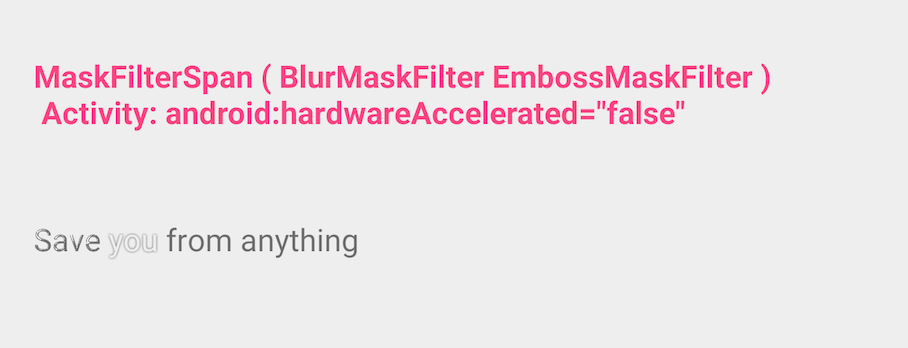 MaskFilterSpan ( BlurMaskFilter EmbossMaskFilter )
Activity: android:hardwareAccelerated="false"
Save you from anything